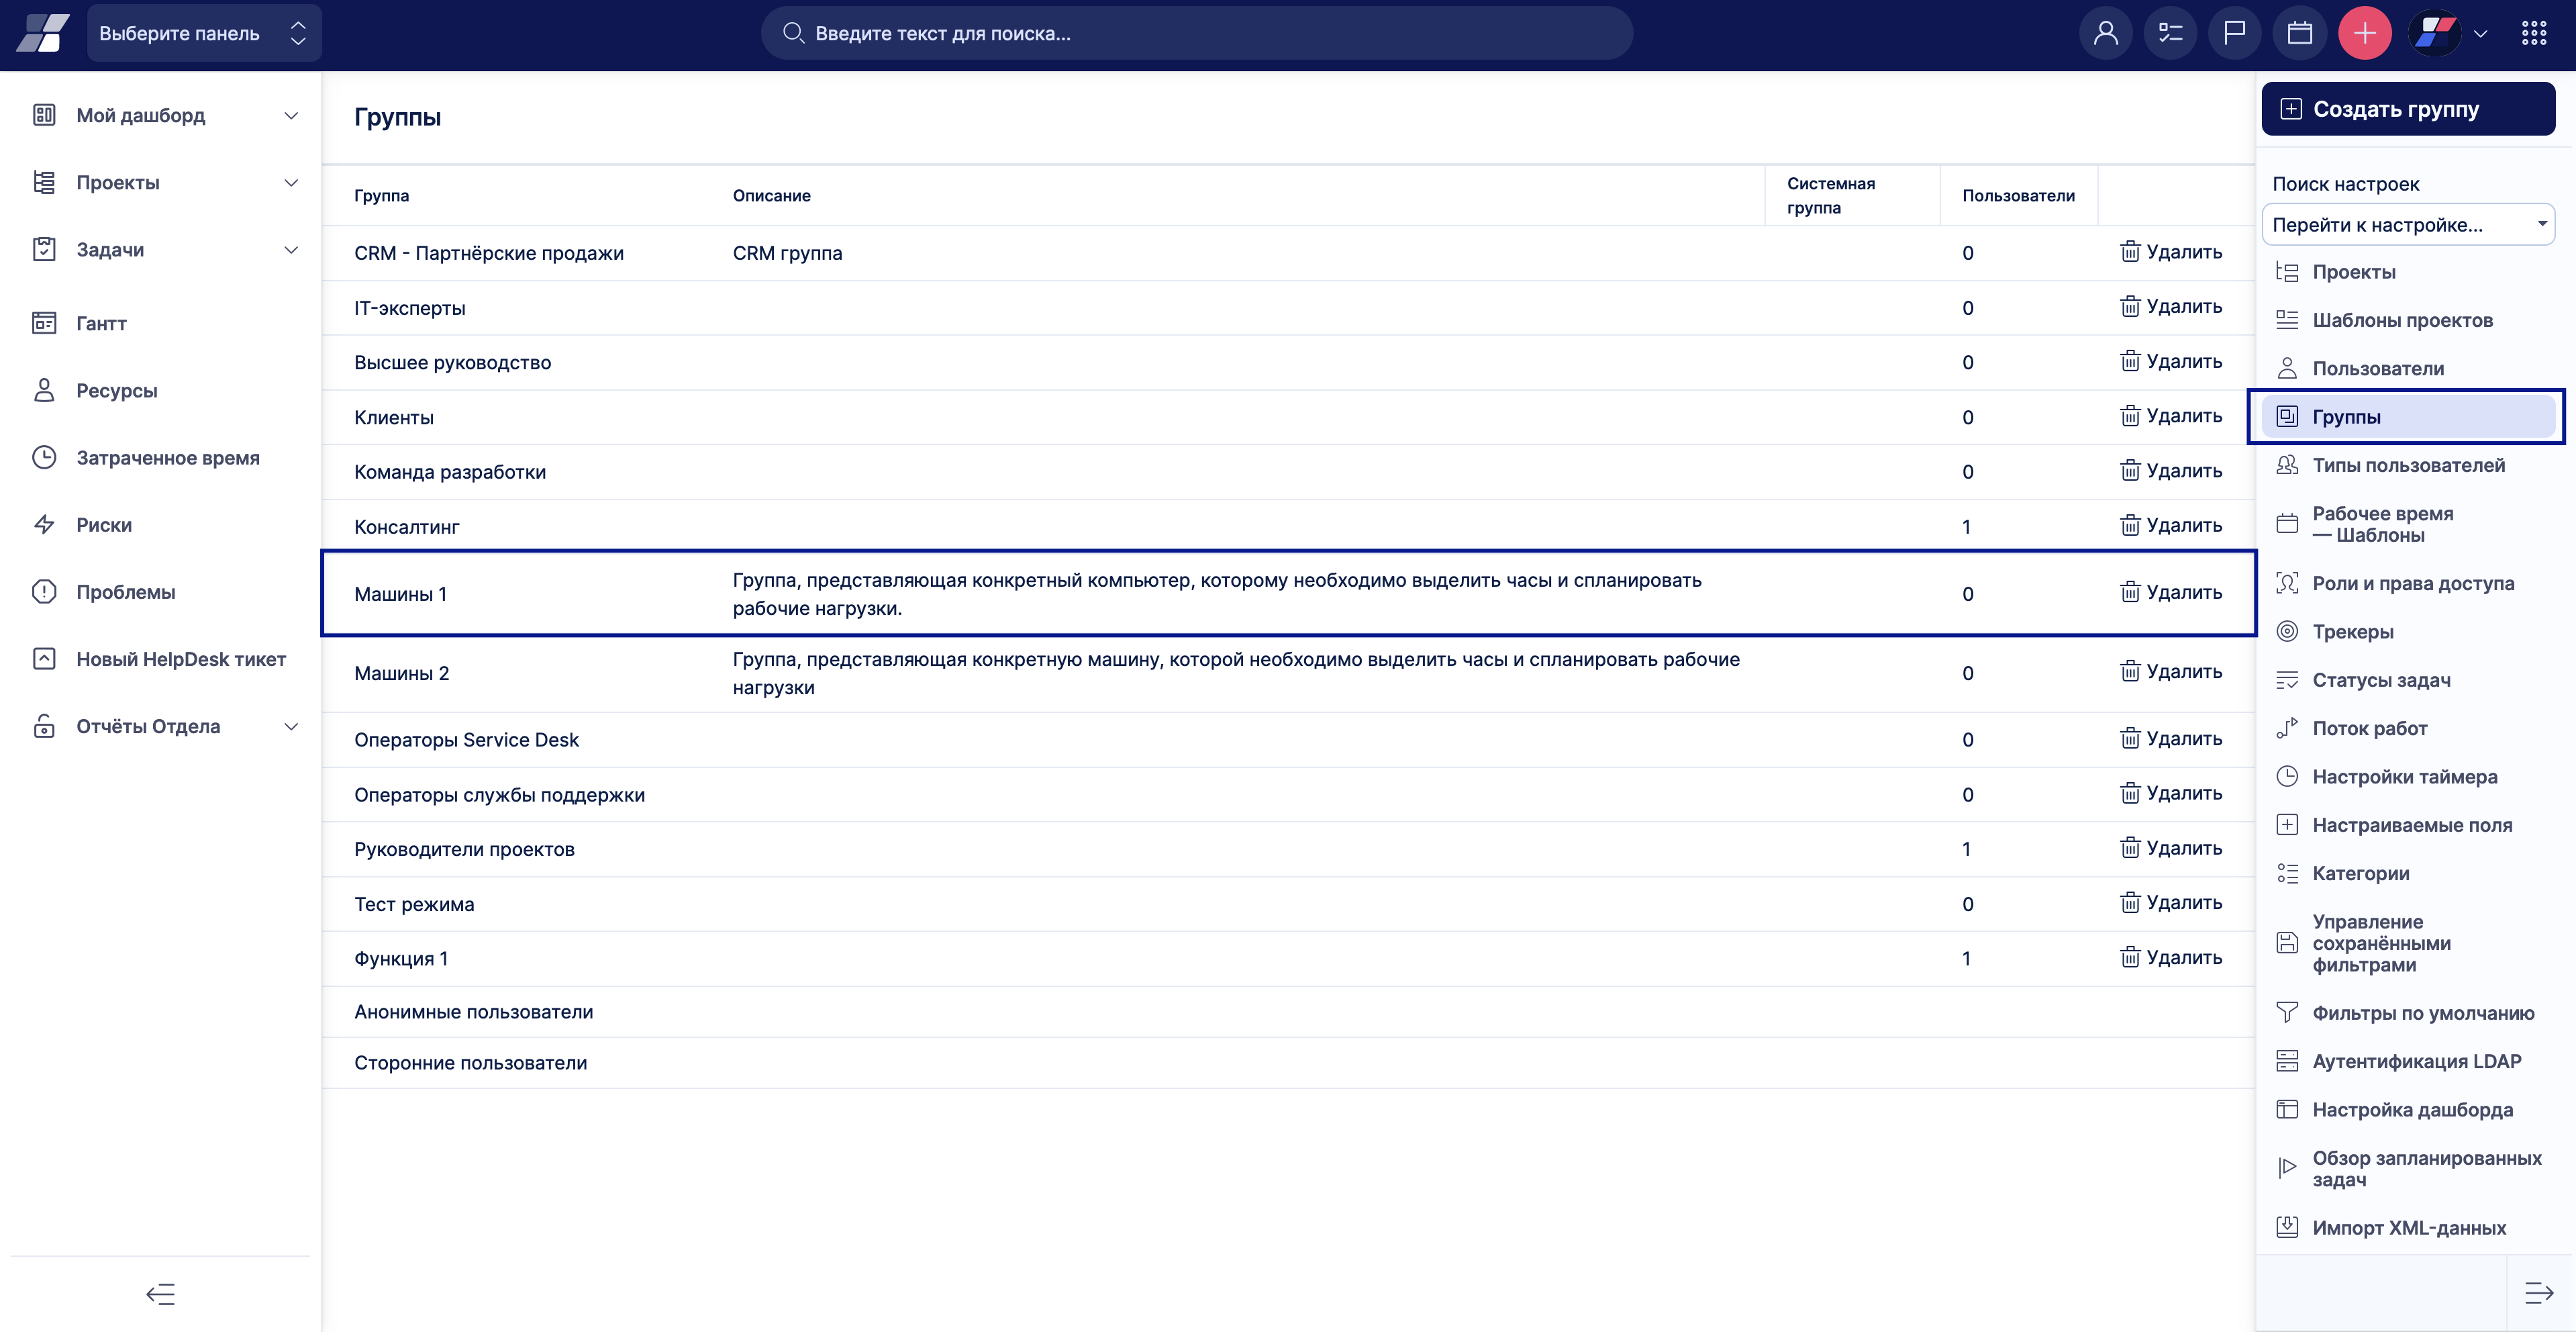 Выберите панель
Введите текст для поиска...
Мой дашборд
Проекты
Задачи
Гантт
Ресурсы
Затраченное время
Риски
Проблемы
Новый HelpDesk тикет
Отчёты Отдела
Группы
Группа
Описание
Системная
группа
Пользователи
CRM - Партнёрские продажи
CRM группа
0
Удалить
IT-эксперты
0
Удалить
Высшее руководство
0
Удалить
Клиенты
0
Удалить
Команда разработки
0
Удалить
Консалтинг
1
Удалить
Машины 1
Группа, представляющая конкретный компьютер, которому необходимо выделить часы и спланировать
рабочие нагрузки.
0
Удалить
Машины 2
Группа, представляющая конкретную машину, которой необходимо выделить часы и спланировать рабочие
нагрузки
0
Удалить
Операторы Service Desk
0
Удалить
Операторы службы поддержки
0
Удалить
Руководители проектов
1
Удалить
Тест режима
0
Удалить
Функция 1
1
Удалить
Анонимные пользователи
Сторонние пользователи
Создать группу
Поиск настроек
Перейти к настройке...
Проекты
Шаблоны проектов
Пользователи
Группы
Типы пользователей
Рабочее время
— Шаблоны
Роли и права доступа
Трекеры
Статусы задач
Поток работ
Настройки таймера
Настраиваемые поля
Категории
Управление
сохранёнными
фильтрами
Фильтры по умолчанию
Аутентификация LDAP
Настройка дашборда
Обзор запланированных
задач
Импорт XML-данных